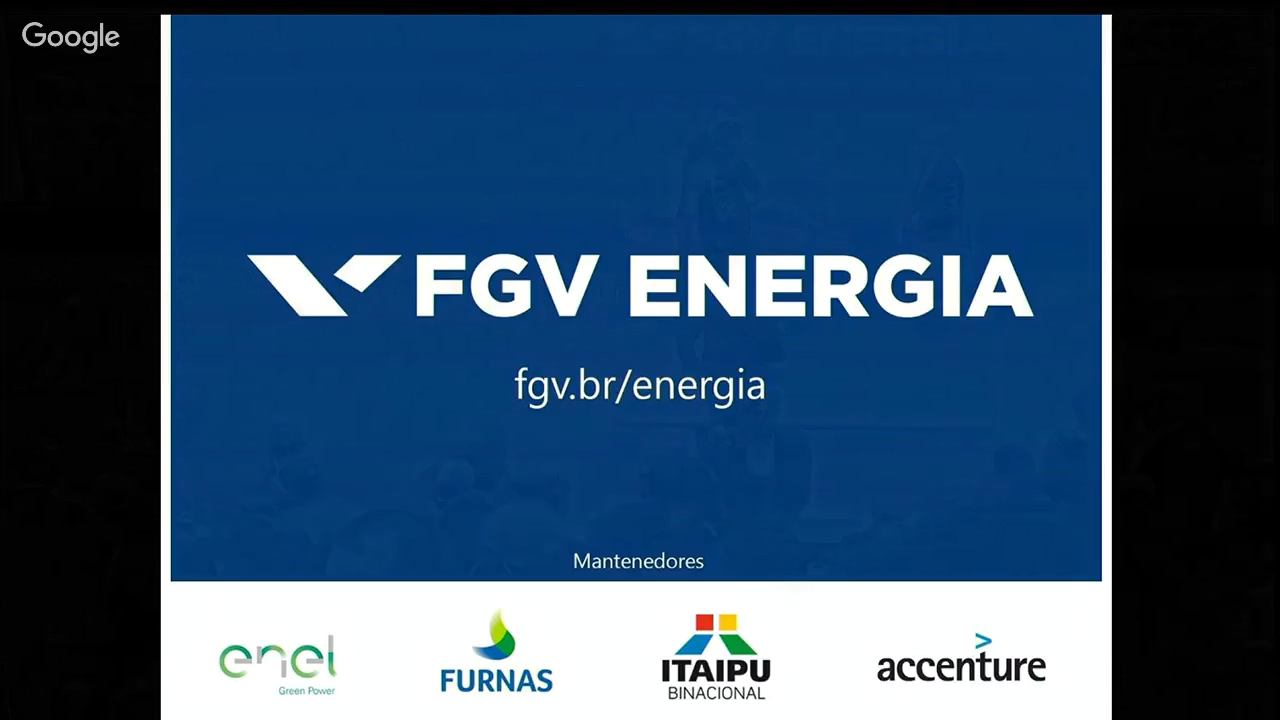 Google
FGV ENERGIA
fgv.br/energia
Mantenedores
enel
Green Power
FURNAS
ITAIPU
BINACIONAL
>
accenture